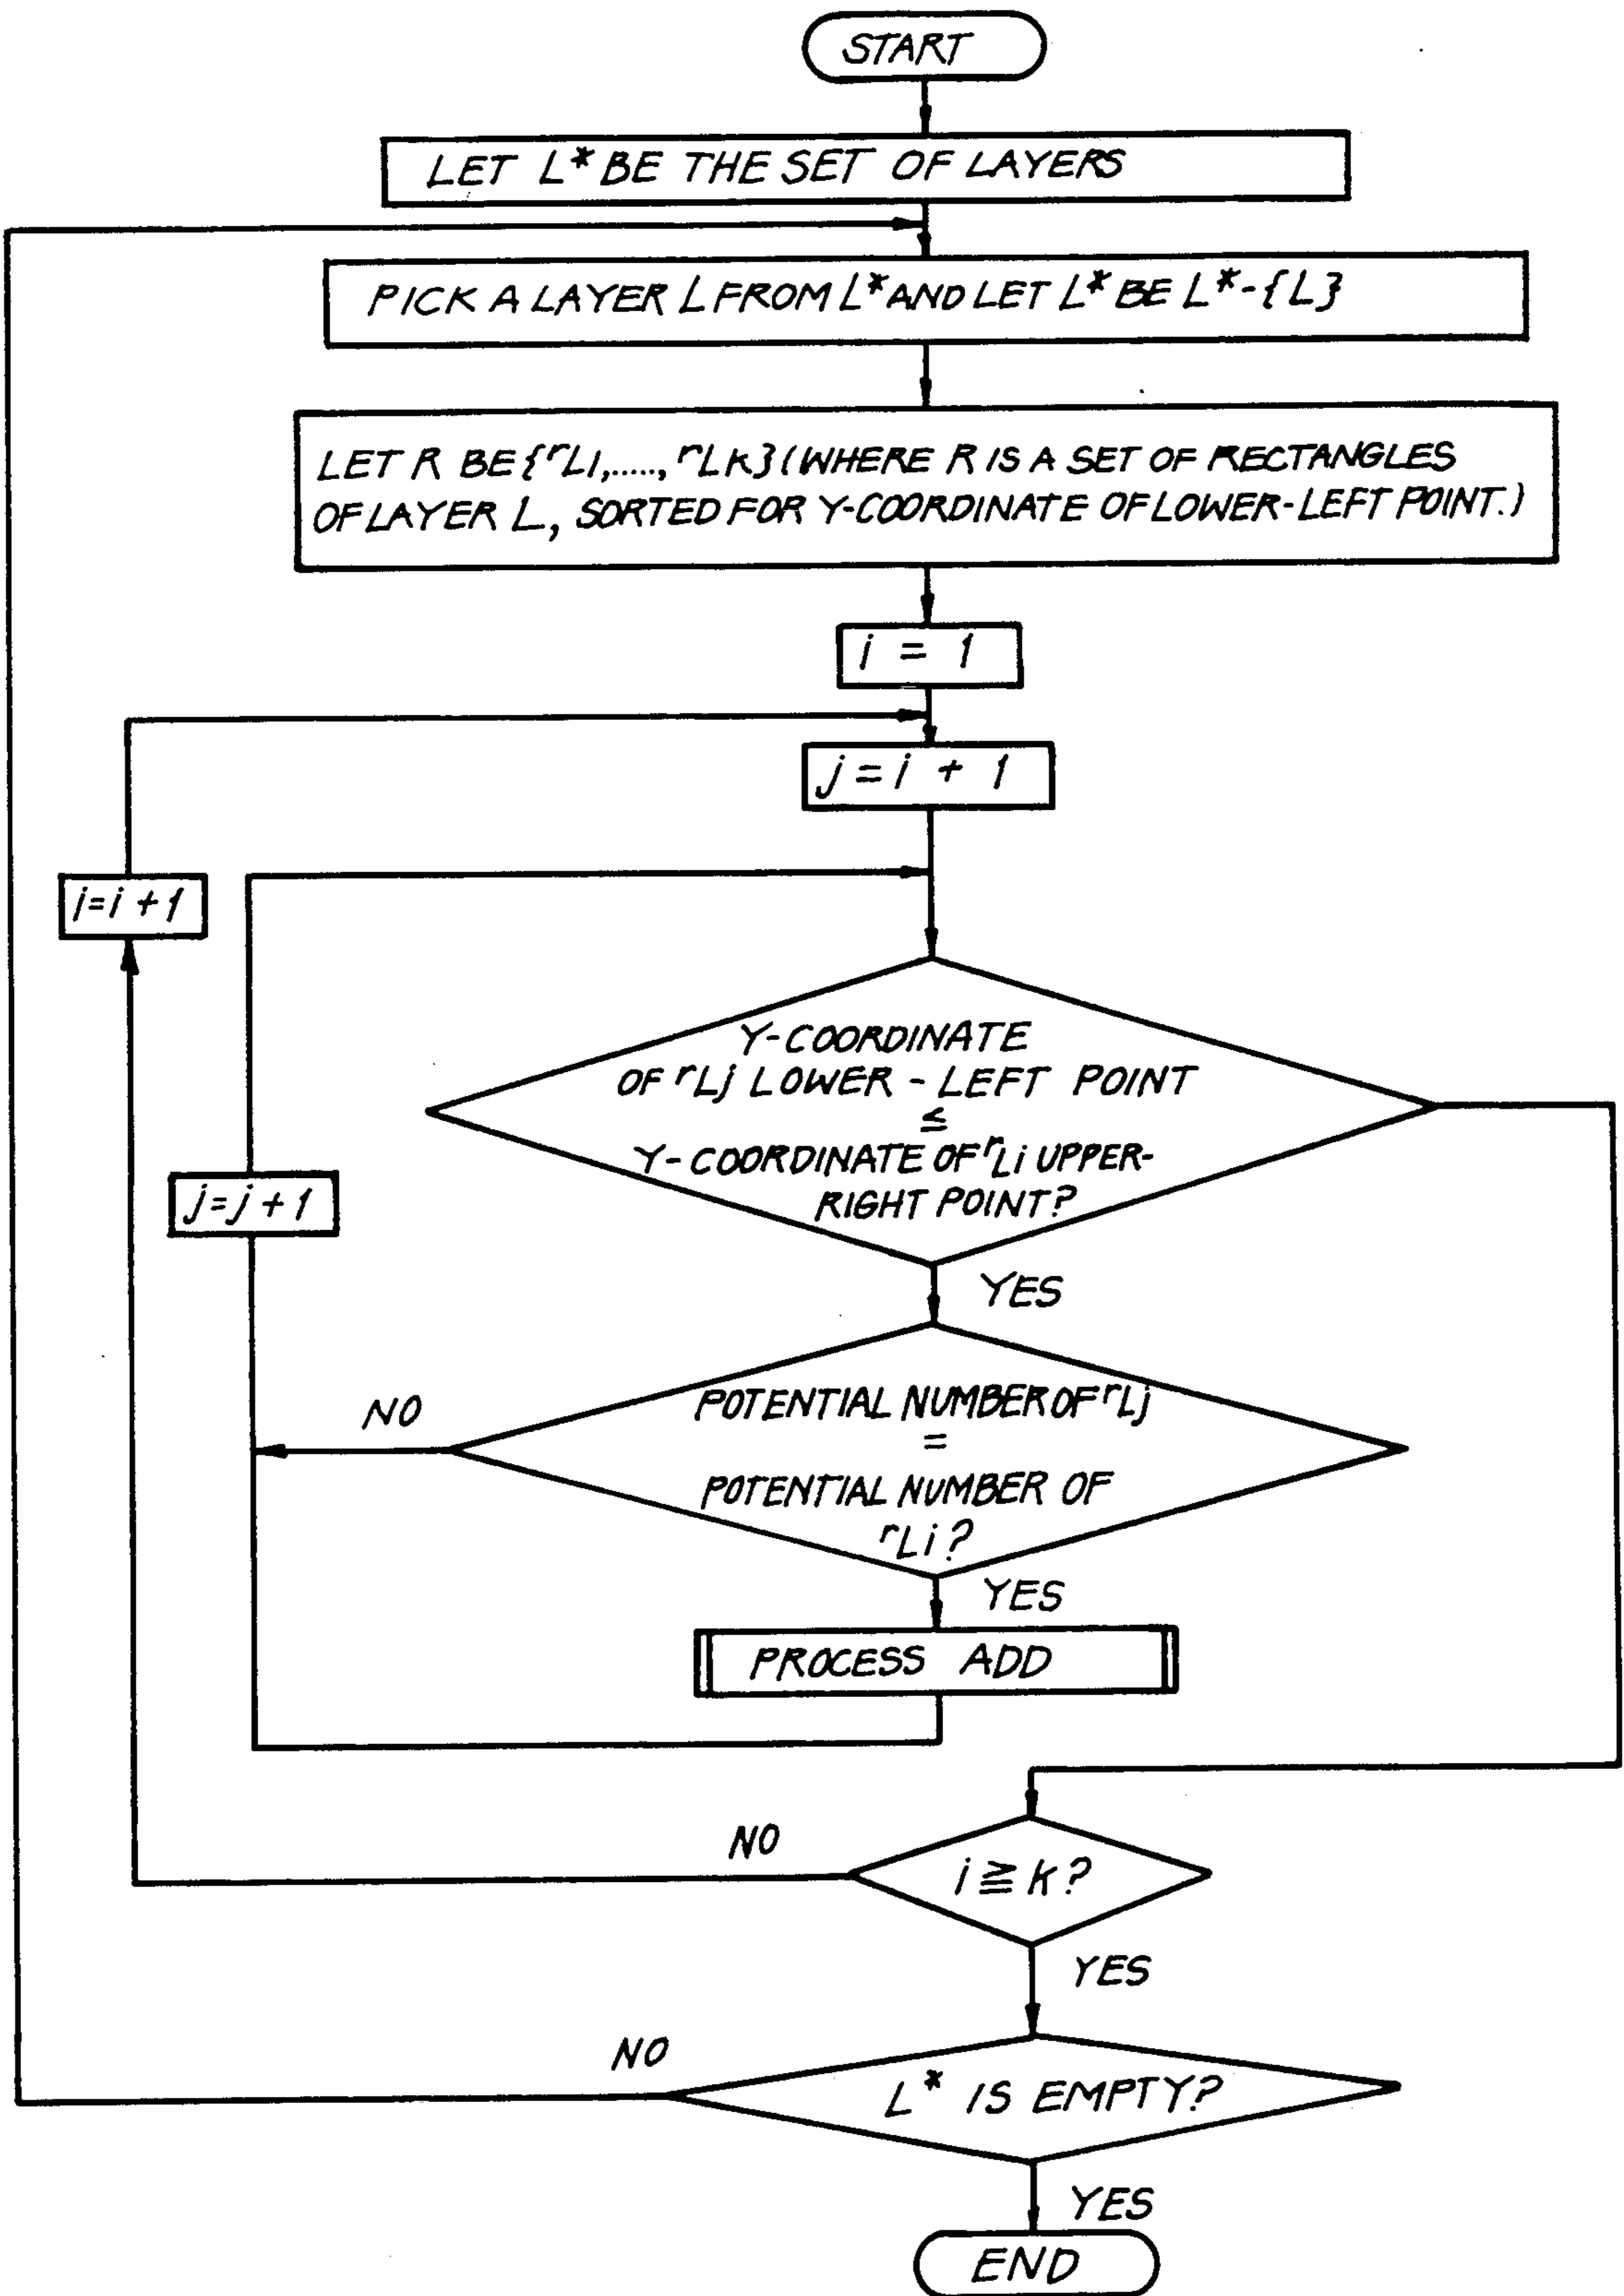 START
LET L* BE THE SET OF LAYERS
PICK A LAYER L FROM L* AND LET L* BE L*-{L}
LET R BE {rL1,....., rLK} (WHERE R IS A SET OF RECTANGLES
OF LAYER L, SORTED FOR Y-COORDINATE OF LOWER-LEFT POINT.)
i = 1
j = i + 1
i=i+1
Y-COORDINATE
OF rLj LOWER - LEFT POINT
≦
Y-COORDINATE OF rLi UPPER-
RIGHT POINT?
j=j+1
YES
NO
POTENTIAL NUMBER OF rLj
=
POTENTIAL NUMBER OF
rLi?
YES
PROCESS ADD
NO
i ≧ K?
YES
NO
L* IS EMPTY?
YES
END